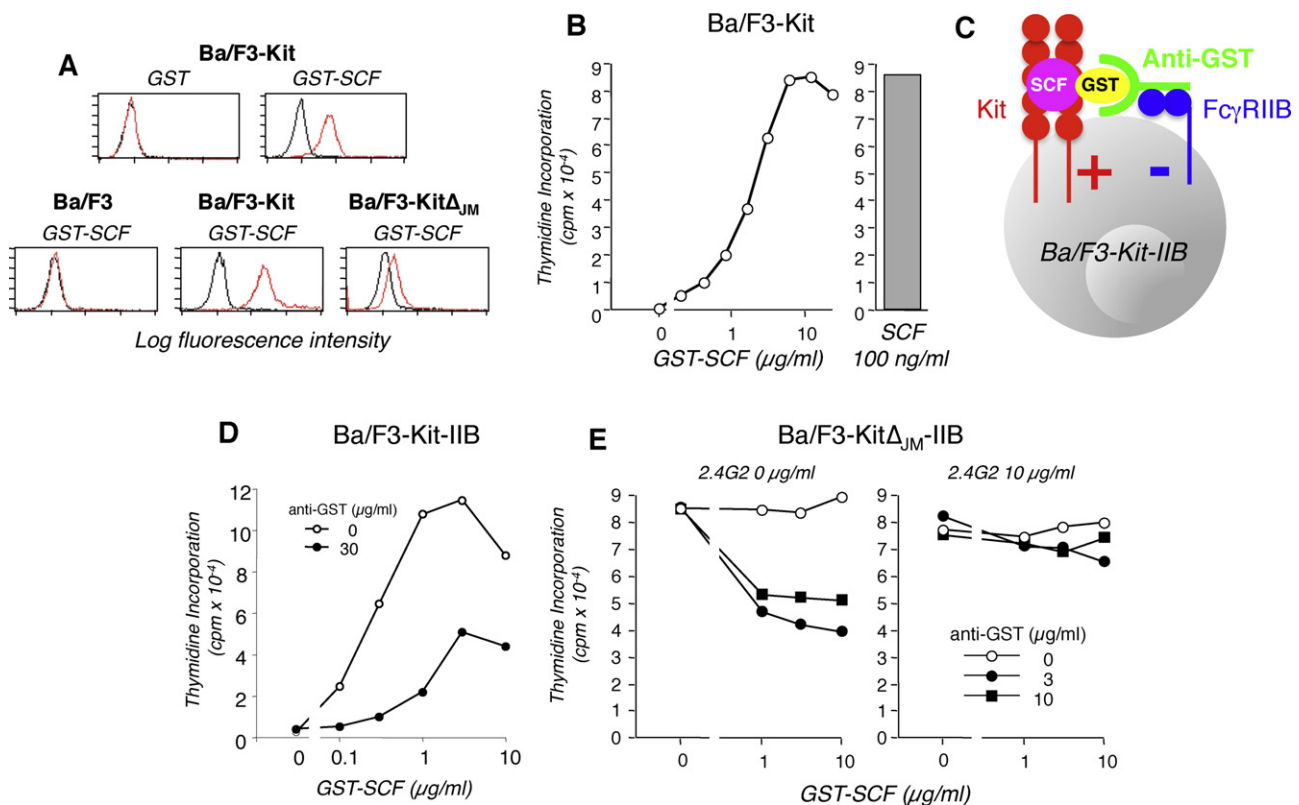 A
Ba/F3-Kit
GST
GST-SCF
Ba/F3
Ba/F3-Kit
Ba/F3-KitΔJM
GST-SCF
GST-SCF
GST-SCF
Log fluorescence intensity
B
Ba/F3-Kit
Thymidine Incorporation
(cpm x 10-4)
9
8
7
6
5
4
3
2
1
0
0
1
10
GST-SCF (µg/ml)
9
8
7
6
5
4
3
2
1
0
SCF
100 ng/ml
C
Anti-GST
SCF
GST
Kit
FcγRIIB
+
-
Ba/F3-Kit-IIB
D
Ba/F3-Kit-IIB
Thymidine Incorporation
(cpm x 10-4)
12
10
8
6
4
2
0
anti-GST (µg/ml)
0
30
0
0.1
1
10
GST-SCF (µg/ml)
E
Ba/F3-KitΔJM-IIB
2.4G2 0 µg/ml
2.4G2 10 µg/ml
Thymidine Incorporation
(cpm x 10-4)
9
8
7
6
5
4
3
2
1
0
0
1
10
9
8
7
6
5
4
3
2
1
0
anti-GST (µg/ml)
0
3
10
0
1
10
GST-SCF (µg/ml)